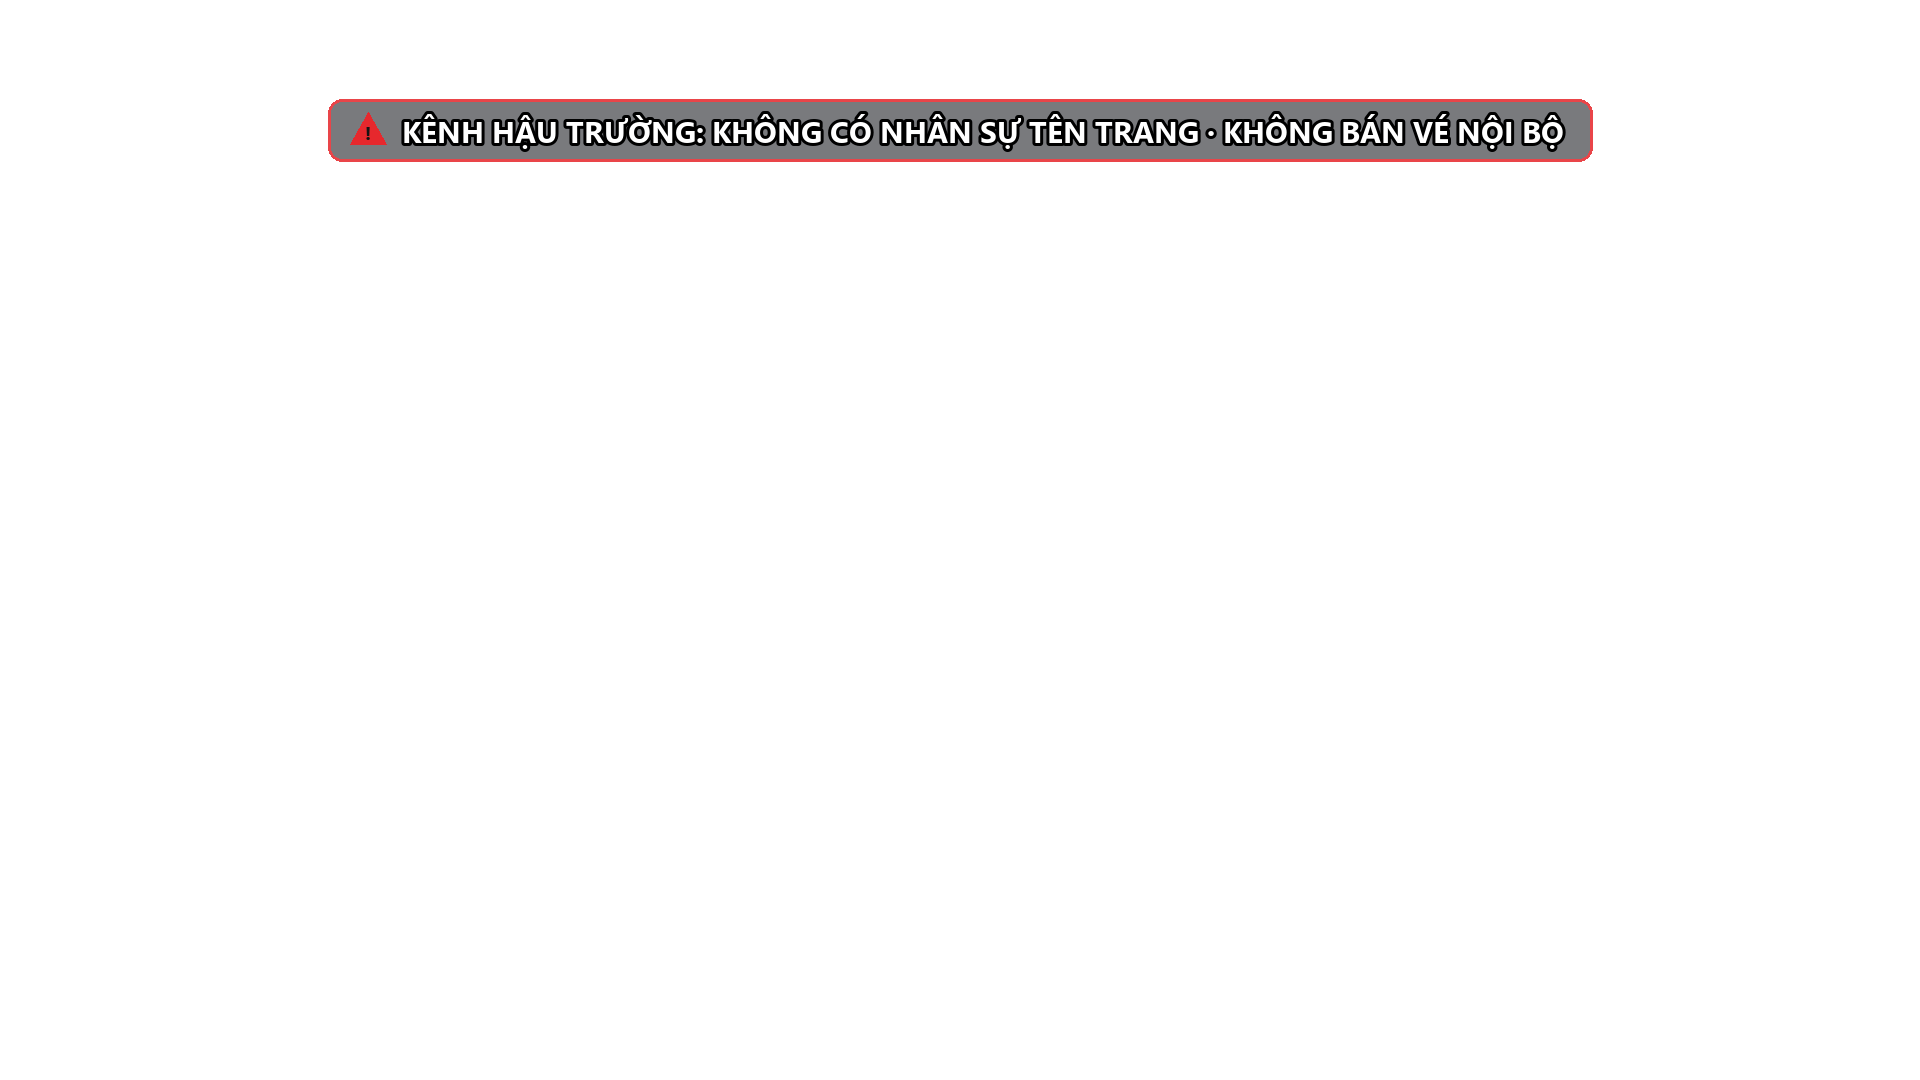 KÊNH HẬU TRƯỜNG: KHÔNG CÓ NHÂN SỰ TÊN TRANG · KHÔNG BÁN VÉ NỘI BỘ